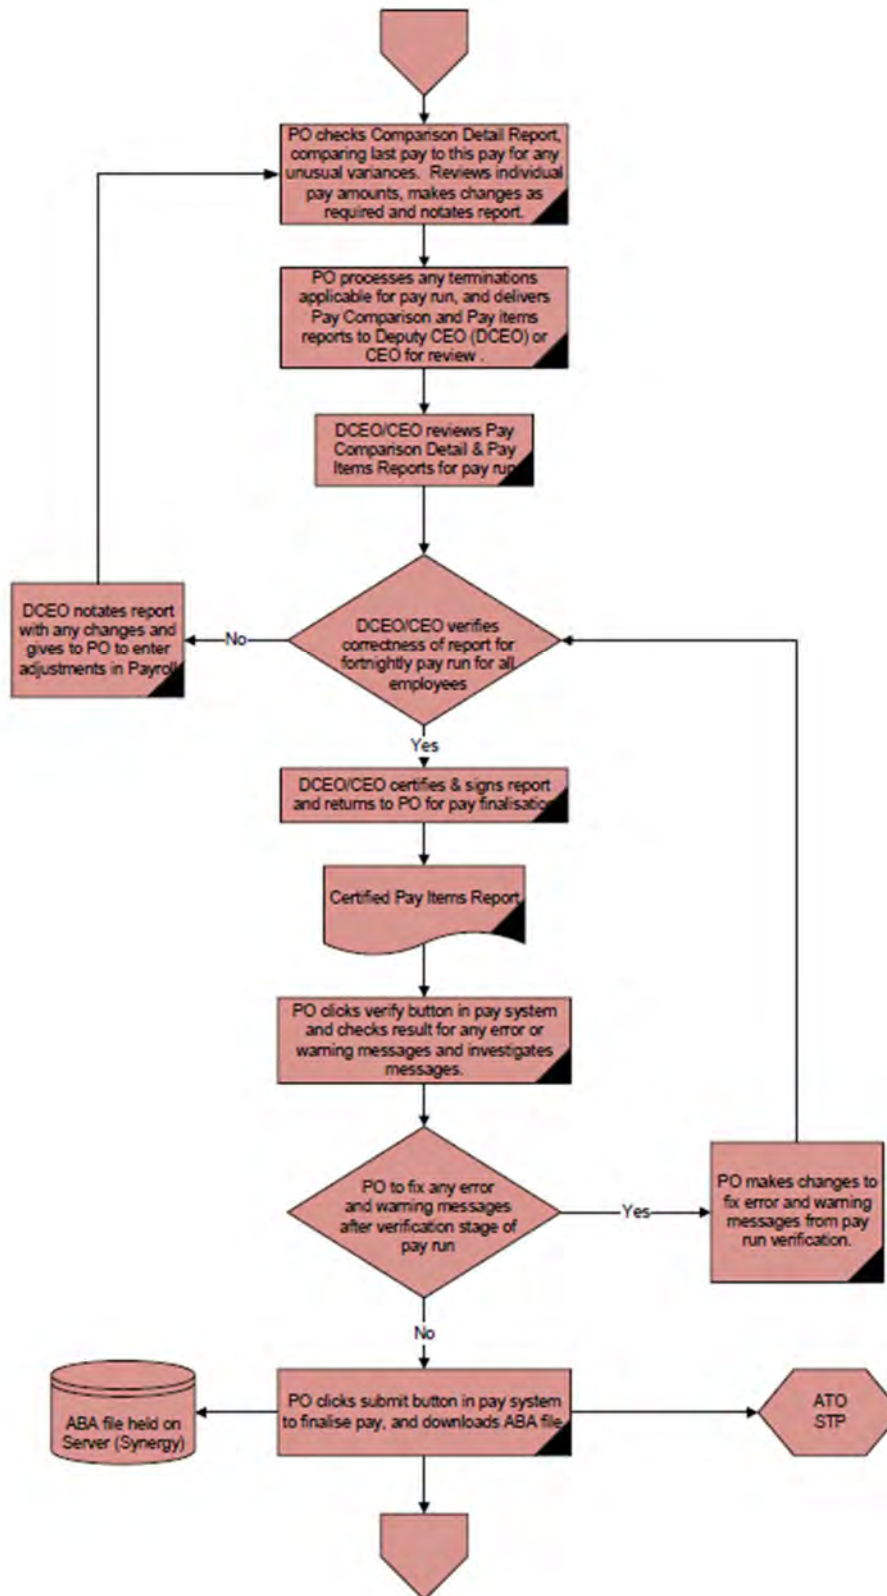 PO checks Comparison Detail Report,
comparing last pay to this pay for any
unusual variances. Reviews individual
pay amounts, makes changes as
required and notates report.
PO processes any terminations
applicable for pay run, and delivers
Pay Comparison and Pay items
reports to Deputy CEO (DCEO) or
CEO for review .
DCEO/CEO reviews Pay
Comparison Detail & Pay
Items Reports for pay run
DCEO notates report
with any changes and
gives to PO to enter
adjustments in Payroll
No
DCEO/CEO verifies
correctness of report for
fortnightly pay run for all
employees
Yes
DCEO/CEO certifies & signs report
and returns to PO for pay finalisation
Certified Pay Items Report
PO clicks verify button in pay system
and checks result for any error or
warning messages and investigates
messages.
PO to fix any error
and warning messages
after verification stage of
pay run
Yes
PO makes changes to
fix error and warning
messages from pay
run verification.
No
ABA file held on
Server (Synergy)
PO clicks submit button in pay system
to finalise pay, and downloads ABA file
ATO
STP